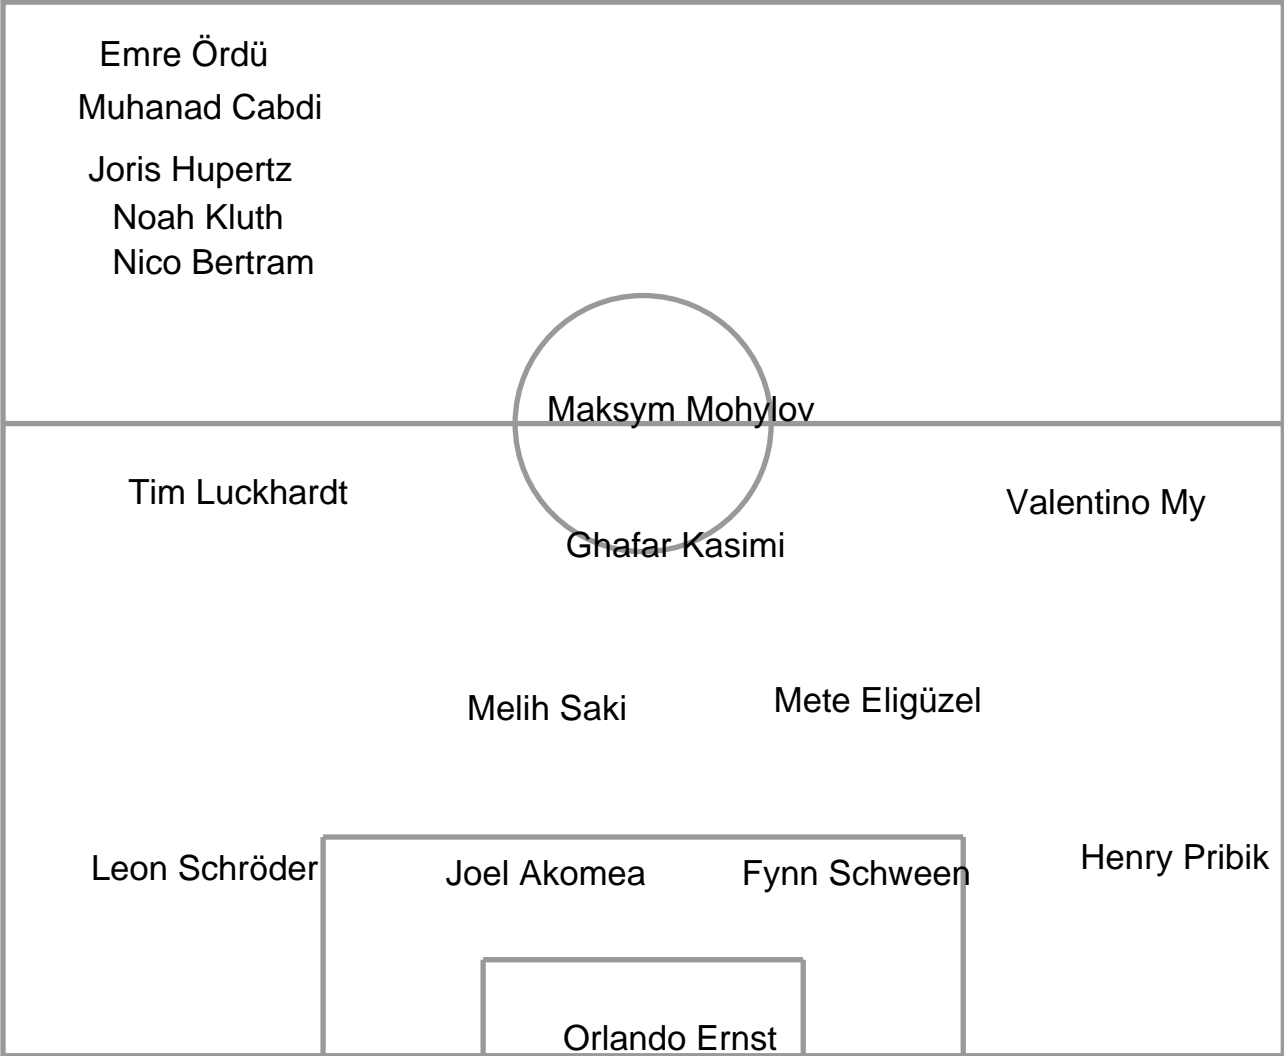 Emre Ördü
Muhanad Cabdi
Joris Hupertz
Noah Kluth
Nico Bertram
Maksym Mohylov
Tim Luckhardt
Valentino My
Ghafar Kasimi
Melih Saki
Mete Eligüzel
Leon Schröder
Joel Akomea
Fynn Schween
Henry Pribik
Orlando Ernst